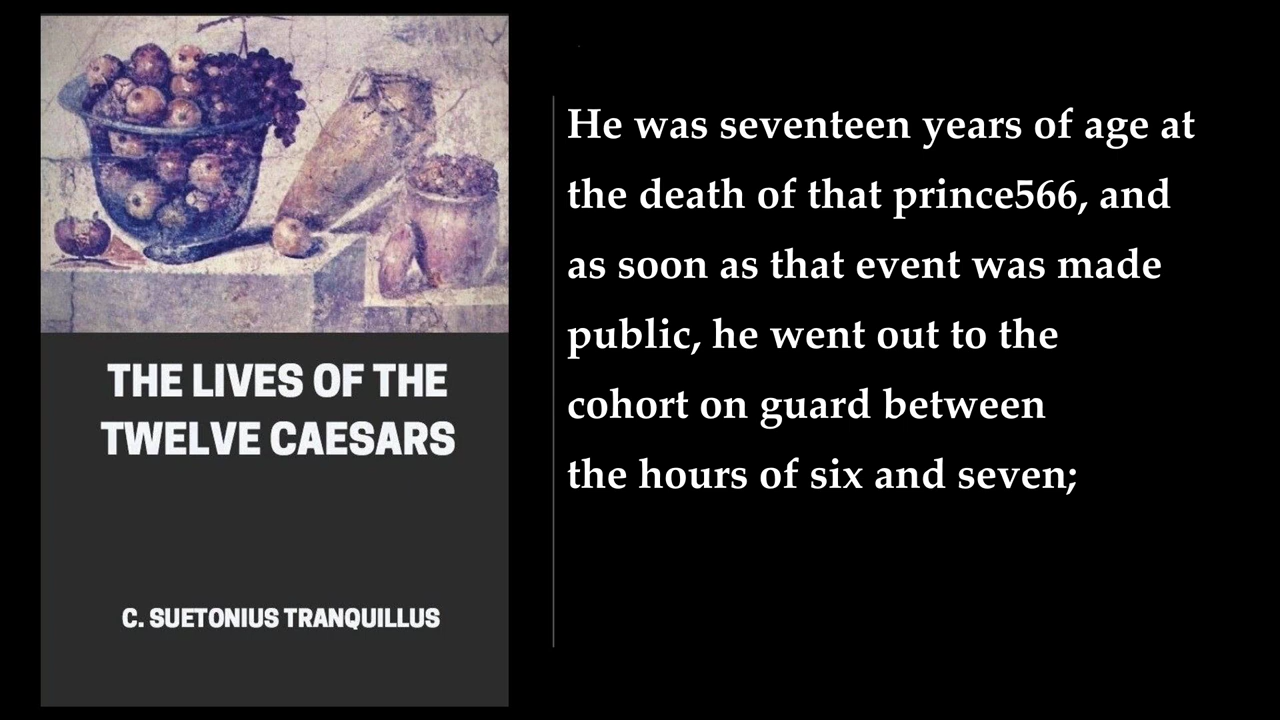 THE LIVES OF THE
TWELVE CAESARS
C. SUETONIUS TRANQUILLUS
He was seventeen years of age at
the death of that prince566, and
as soon as that event was made
public, he went out to the
cohort on guard between
the hours of six and seven;